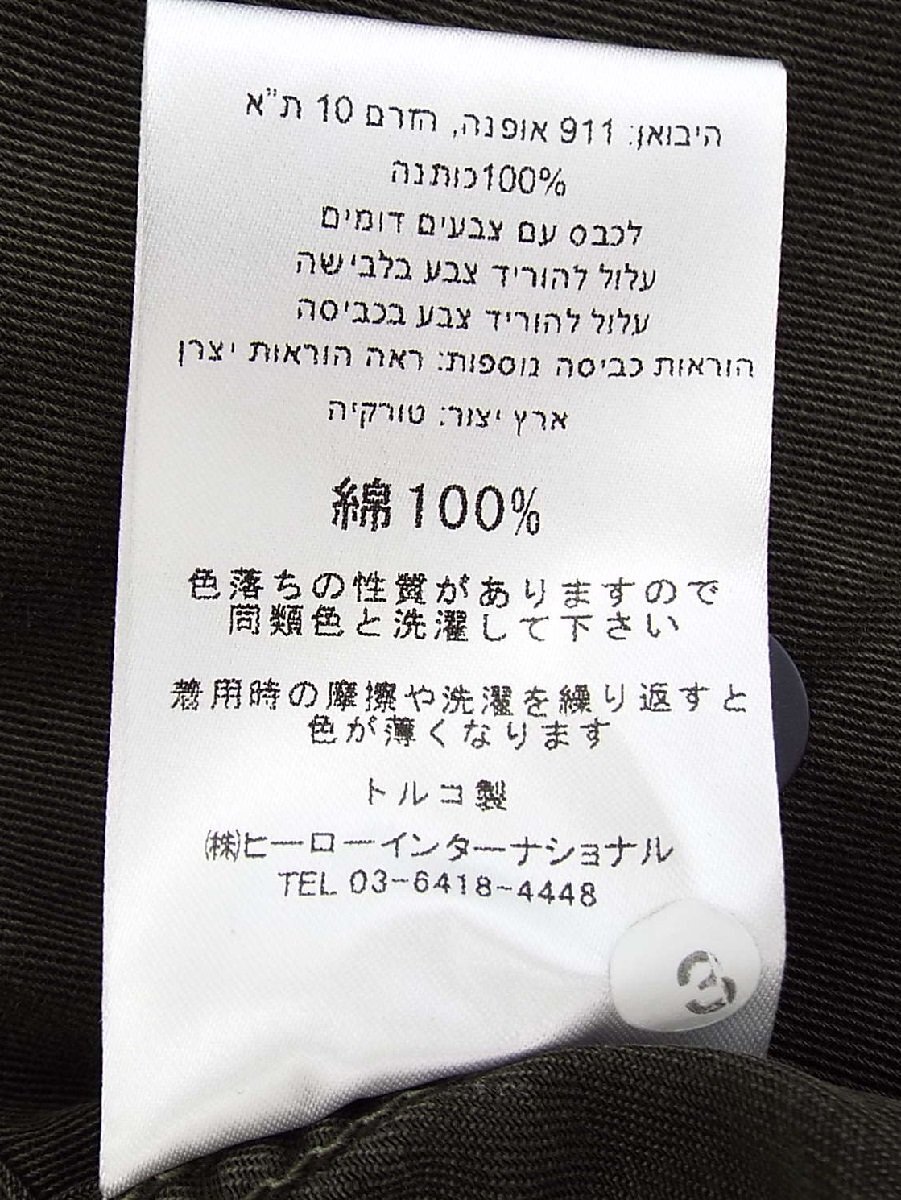 היבואן: 911 אופנה, הזרם 10 ת"א
100%כותנה
לכבס עם צבעים דומים
עלול להוריד צבע בלבישה
עלול להוריד צבע בכביסה
הוראות כביסה נוספות: ראה הוראות יצרן
ארץ יצור: טורקיה
綿100%
色落ちの性質がありますので
同類色と洗濯して下さい
着用時の摩擦や洗濯を繰り返すと
色が薄くなります
トルコ製
㈱ヒーローインターナショナル
TEL 03-6418-4448
3